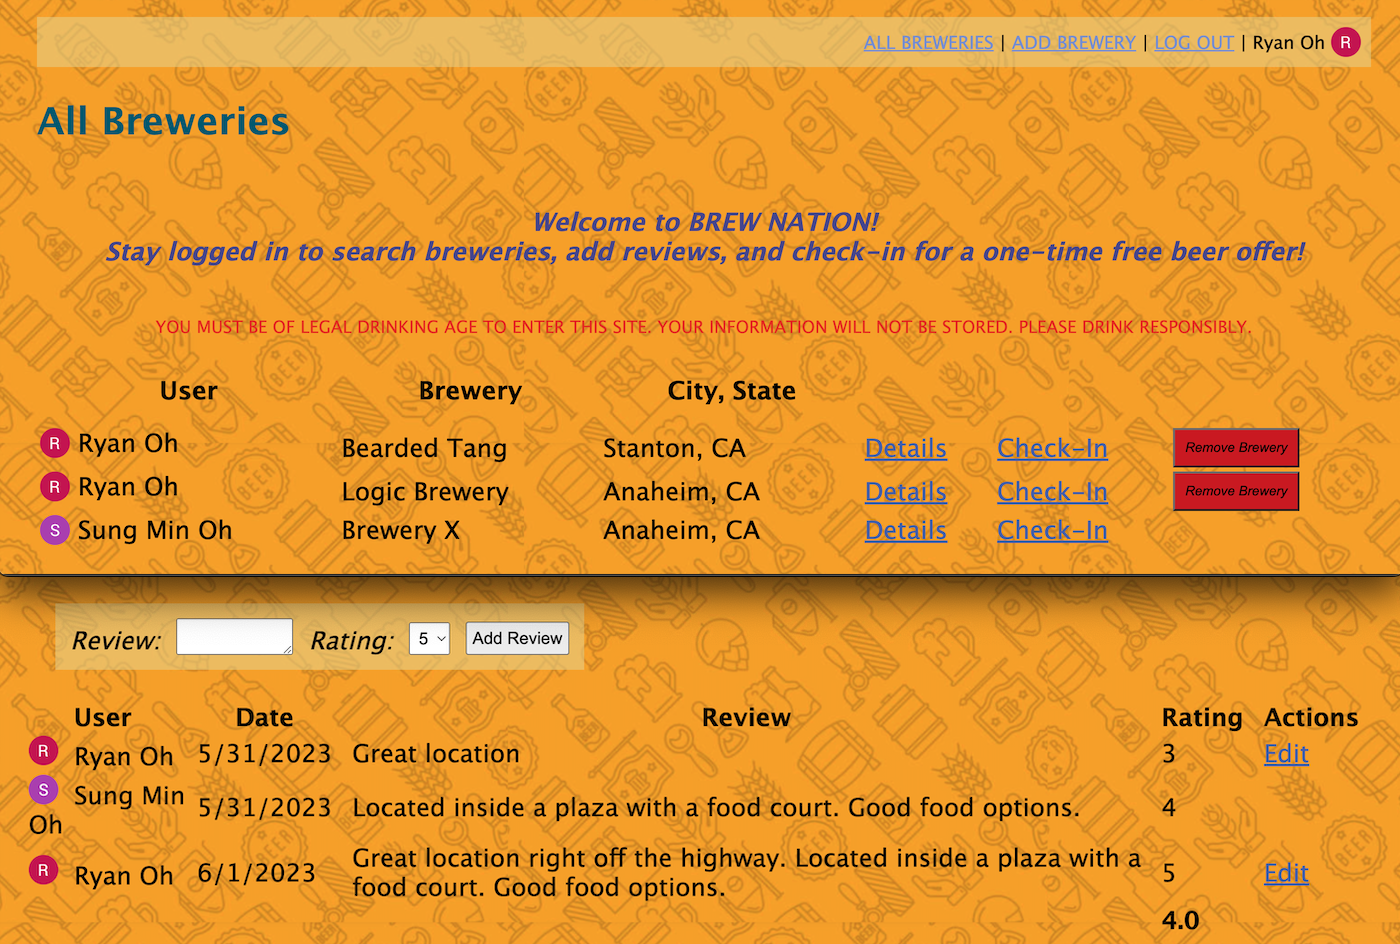 ALL BREWERIES | ADD BREWERY | LOG OUT | Ryan Oh R
All Breweries
Welcome to BREW NATION!
Stay logged in to search breweries, add reviews, and check-in for a one-time free beer offer!
YOU MUST BE OF LEGAL DRINKING AGE TO ENTER THIS SITE. YOUR INFORMATION WILL NOT BE STORED. PLEASE DRINK RESPONSIBLY.
User Brewery City, State
R Ryan Oh Bearded Tang Stanton, CA Details Check-In Remove Brewery
R Ryan Oh Logic Brewery Anaheim, CA Details Check-In Remove Brewery
S Sung Min Oh Brewery X Anaheim, CA Details Check-In
Review: Rating: 5 Add Review
User Date Review Rating Actions
R Ryan Oh 5/31/2023 Great location 3 Edit
S Sung Min
Oh 5/31/2023 Located inside a plaza with a food court. Good food options. 4
R Ryan Oh 6/1/2023 Great location right off the highway. Located inside a plaza with a
food court. Good food options. 5 Edit
4.0